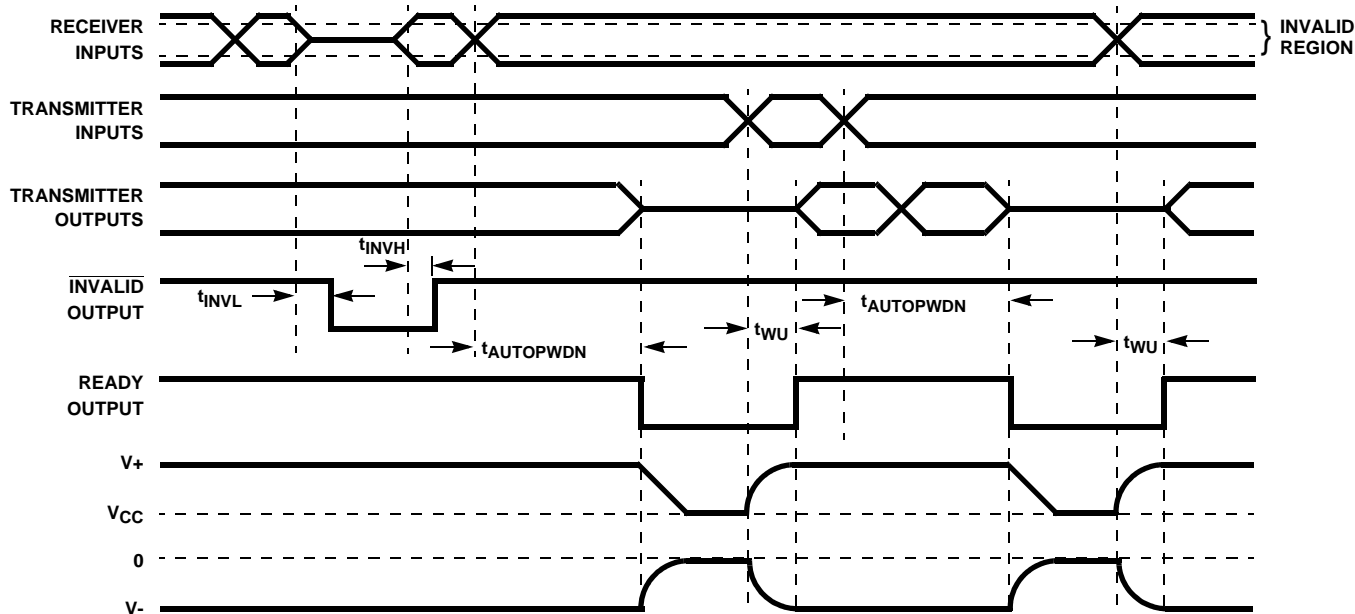 RECEIVER
INPUTS
} INVALID
REGION
TRANSMITTER
INPUTS
TRANSMITTER
OUTPUTS
tINVH
INVALID
OUTPUT
tINVL
tAUTOPWDN
tWU
tAUTOPWDN
tWU
READY
OUTPUT
V+
VCC
0
V-